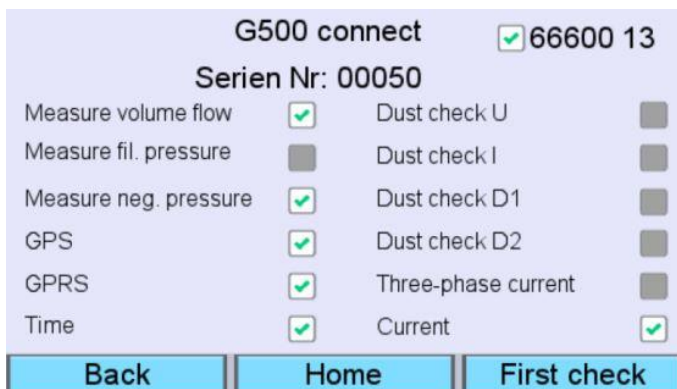 G500 connect
66600 13
Serien Nr: 00050
Measure volume flow
Dust check U
Measure fil. pressure
Dust check I
Measure neg. pressure
Dust check D1
GPS
Dust check D2
GPRS
Three-phase current
Time
Current
Back
Home
First check